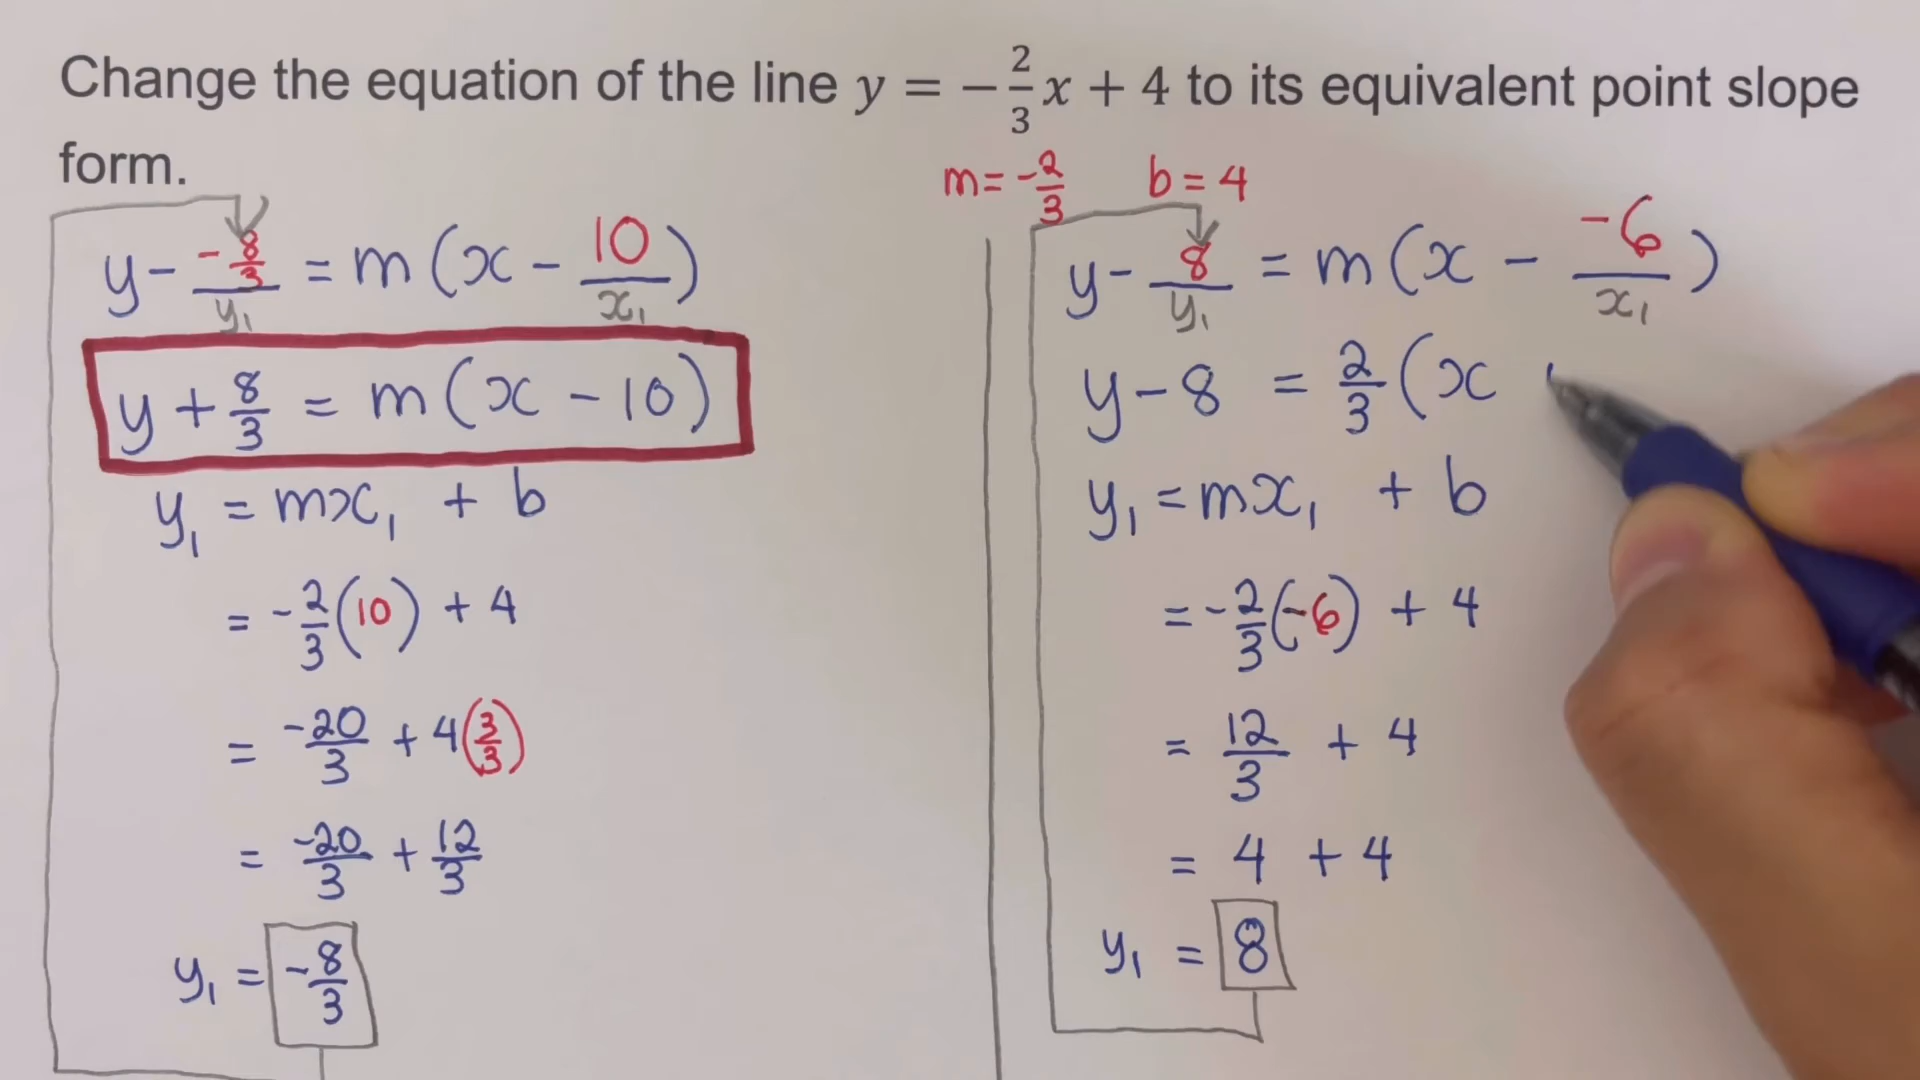 Change the equation of the line y = -2/3 x + 4 to its equivalent point slope
form.
m = -2/3   b = 4
y - -8/3 = m(x - 10)
y₁   x₁
y + 8/3 = m(x - 10)
y₁ = mx₁ + b
= -2/3(10) + 4
= -20/3 + 4(3/3)
= -20/3 + 12/3
y₁ = -8/3
y - 8 = m(x - -6)
y₁   x₁
y - 8 = 2/3(x
y₁ = mx₁ + b
= -2/3(-6) + 4
= 12/3 + 4
= 4 + 4
y₁ = 8